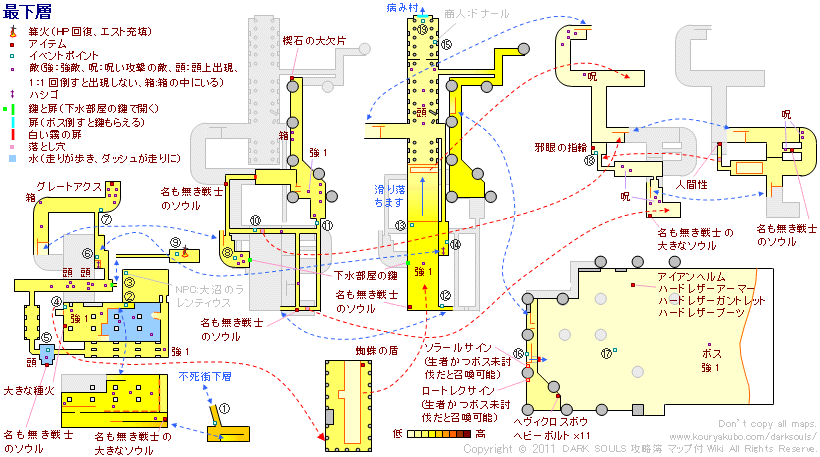 最下層
篝火(HP回復、エスト充填)
アイテム
イベントポイント
敵(強:強敵、呪:呪い攻撃の敵、頭:頭上出現、
1:1回倒すと出現しない、箱:箱の中にいる)
ハシゴ
鍵と扉(下水部屋の鍵で開く)
扉(ボス倒すと鍵もらえる)
白い霧の扉
落とし穴
水(走りが歩き、ダッシュが走りに)
グレートアクス
箱
⑦
⑨
⑥
頭 頭
③
NPC:大沼のラ
レンティウス
②
④
強1
⑤
頭
強1
大きな種火
名も無き戦士
のソウル
名も無き戦士の
大きなソウル
不死街下層
①
楔石の大欠片
箱
強1
名も無き戦士
のソウル
⑩
⑪
⑧
下水部屋の鍵
名も無き戦士
のソウル
蜘蛛の盾
病み村
商人:ドナール
⑲
⑮
頭
滑り落
ちます
⑬
⑭
強1
⑫
名も無き戦士
のソウル
呪
邪眼の指輪
⑱
呪
人間性
呪
名も無き戦士
の大きなソウル
呪
名も無き戦士
のソウル
アイアンヘルム
ハードレザーアーマー
ハードレザーガントレット
ハードレザーブーツ
ソラールサイン
(生者かつボス未討
伐だと召喚可能)
⑯
⑰
ボス
強1
ロートレクサイン
(生者かつボス未討
伐だと召喚可能)
ヘヴィクロスボウ
ヘビーボルト×11
低
高
Don't copy all maps.
www.kouryakubo.com/darksouls/
Copyright © 2011 DARK SOULS 攻略簿 マップ付 Wiki All Rights Reserve.